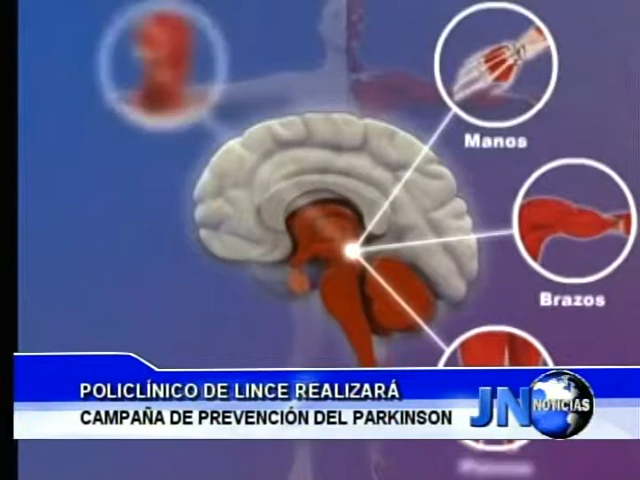 Manos
Brazos
POLICLÍNICO DE LINCE REALIZARÁ
CAMPAÑA DE PREVENCIÓN DEL PARKINSON
JN NOTICIAS